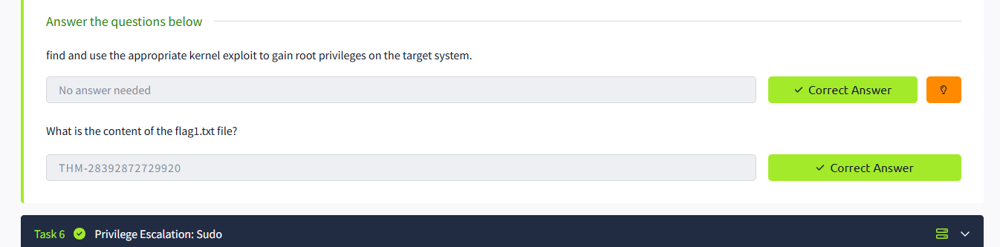 Answer the questions below
find and use the appropriate kernel exploit to gain root privileges on the target system.
No answer needed
Correct Answer
What is the content of the flag1.txt file?
THM-28392872729920
Correct Answer
Task 6 Privilege Escalation: Sudo